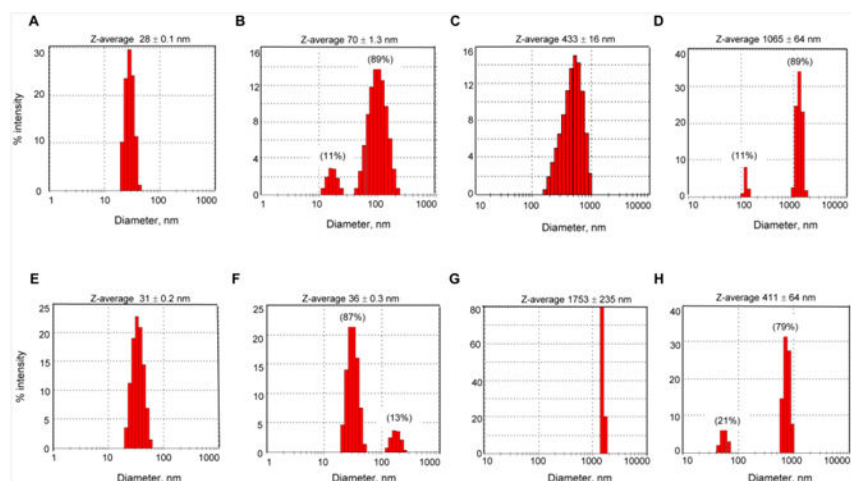 A
B
C
D
Z-average 28 ± 0.1 nm
Z-average 70 ± 1.3 nm
Z-average 433 ± 16 nm
Z-average 1065 ± 64 nm
% intensity
30
20
10
0
16
12
8
4
0
(89%)
(11%)
16
12
8
4
0
40
30
20
10
0
(89%)
(11%)
1 10 100 1000
1 10 100 1000
10 100 1000 10000
10 100 1000 10000
Diameter, nm
Diameter, nm
Diameter, nm
Diameter, nm
E
F
G
H
Z-average 31 ± 0.2 nm
Z-average 36 ± 0.3 nm
Z-average 1753 ± 235 nm
Z-average 411 ± 64 nm
% intensity
25
20
15
10
5
0
25
20
15
10
5
0
(87%)
(13%)
80
60
40
20
0
40
30
20
10
0
(79%)
(21%)
1 10 100 1000
1 10 100 1000
10 100 1000 10000
10 100 1000 10000
Diameter, nm
Diameter, nm
Diameter, nm
Diameter, nm